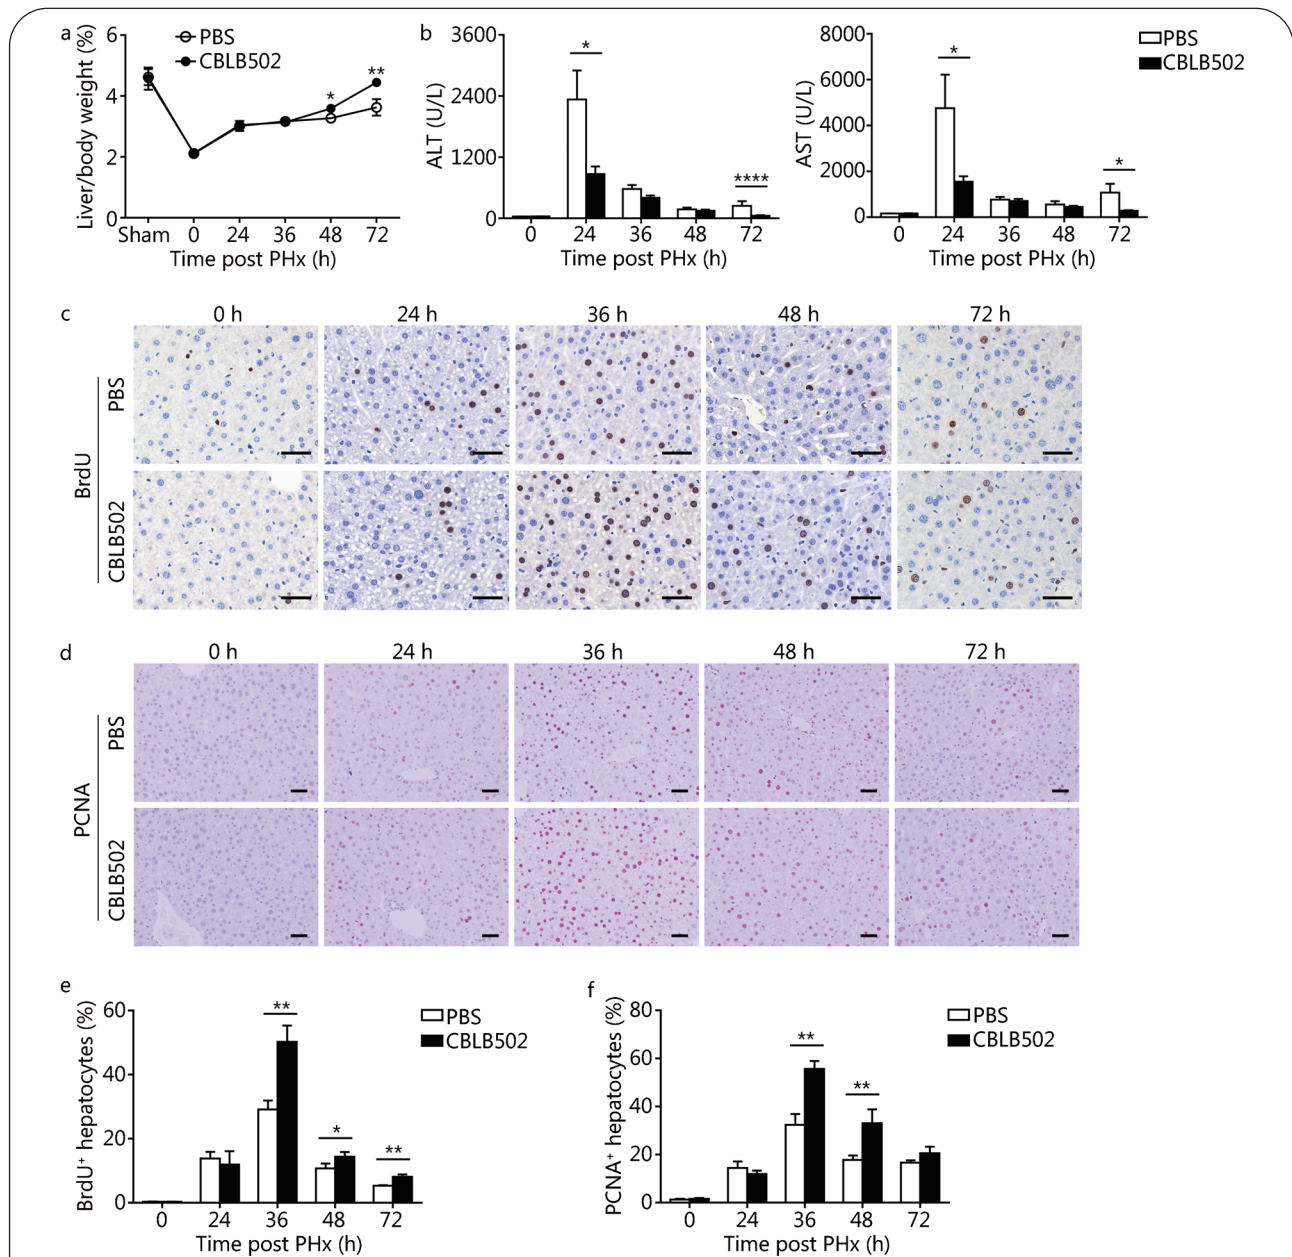 a
Liver/body weight (%)
6
4
2
0
PBS
CBLB502
*
**
Sham 0 24 36 48 72
Time post PHx (h)
b
ALT (U/L)
3600
2400
1200
0
*
****
0 24 36 48 72
Time post PHx (h)
AST (U/L)
8000
6000
4000
2000
0
*
*
PBS
CBLB502
0 24 36 48 72
Time post PHx (h)
c
0 h 24 h 36 h 48 h 72 h
BrdU
PBS
CBLB502
d
0 h 24 h 36 h 48 h 72 h
PCNA
PBS
CBLB502
e
BrdU⁺ hepatocytes (%)
60
40
20
0
**
*
**
PBS
CBLB502
0 24 36 48 72
Time post PHx (h)
f
PCNA⁺ hepatocytes (%)
80
60
40
20
0
**
**
PBS
CBLB502
0 24 36 48 72
Time post PHx (h)